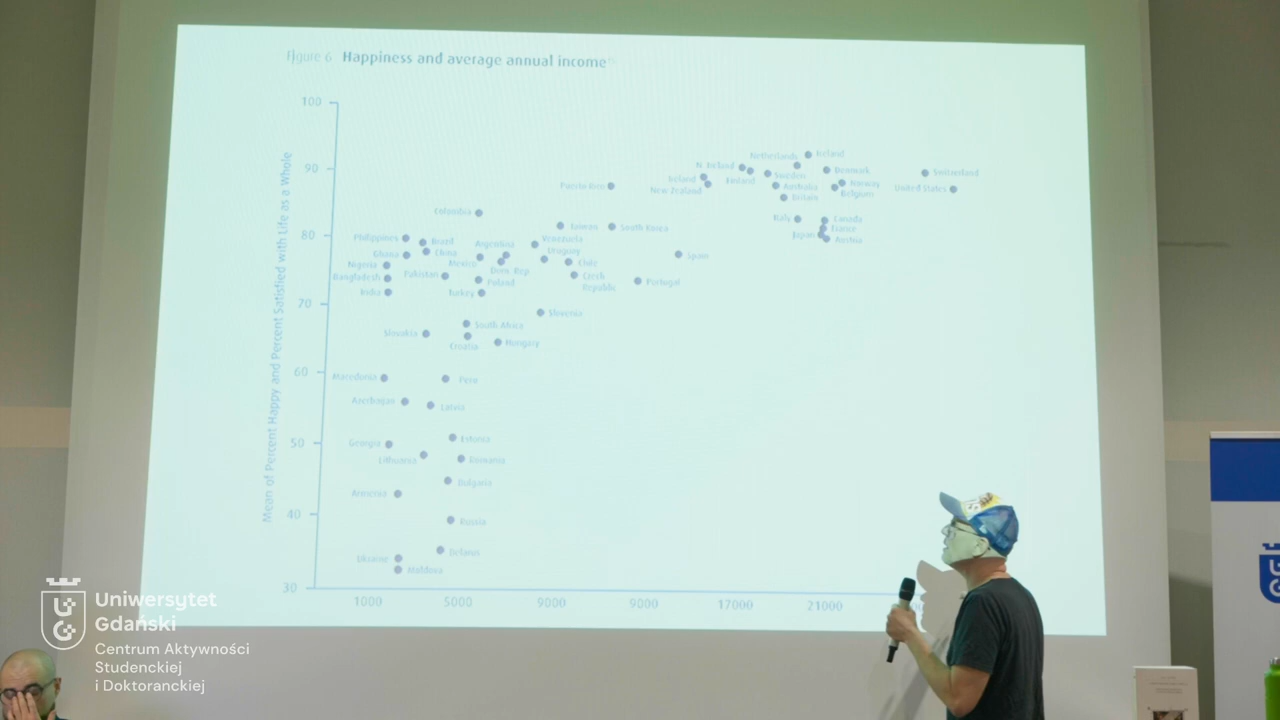 Figure 6 Happiness and average annual income
Mean of Percent Happy and Percent Satisfied with Life as a Whole
100
90
80
70
60
50
40
30
1000
5000
9000
9000
17000
21000
Netherlands
Ireland
N. Ireland
Finland
Sweden
Denmark
Switzerland
Iceland
New Zealand
Australia
Norway
Belgium
United States
Puerto Rico
Britain
Colombia
Taiwan
South Korea
Italy
Canada
France
Japan
Austria
Philippines
Brazil
Ghana
China
Argentina
Venezuela
Uruguay
Mexico
Chile
Spain
Nigeria
Dom. Rep
Bangladesh
Pakistan
Poland
Czech
Republic
Portugal
India
Turkey
Slovenia
Slovakia
South Africa
Croatia
Hungary
Macedonia
Peru
Azerbaijan
Latvia
Georgia
Estonia
Lithuania
Romania
Bulgaria
Armenia
Russia
Belarus
Ukraine
Moldova
Uniwersytet
Gdański
Centrum Aktywności
Studenckiej
i Doktoranckiej